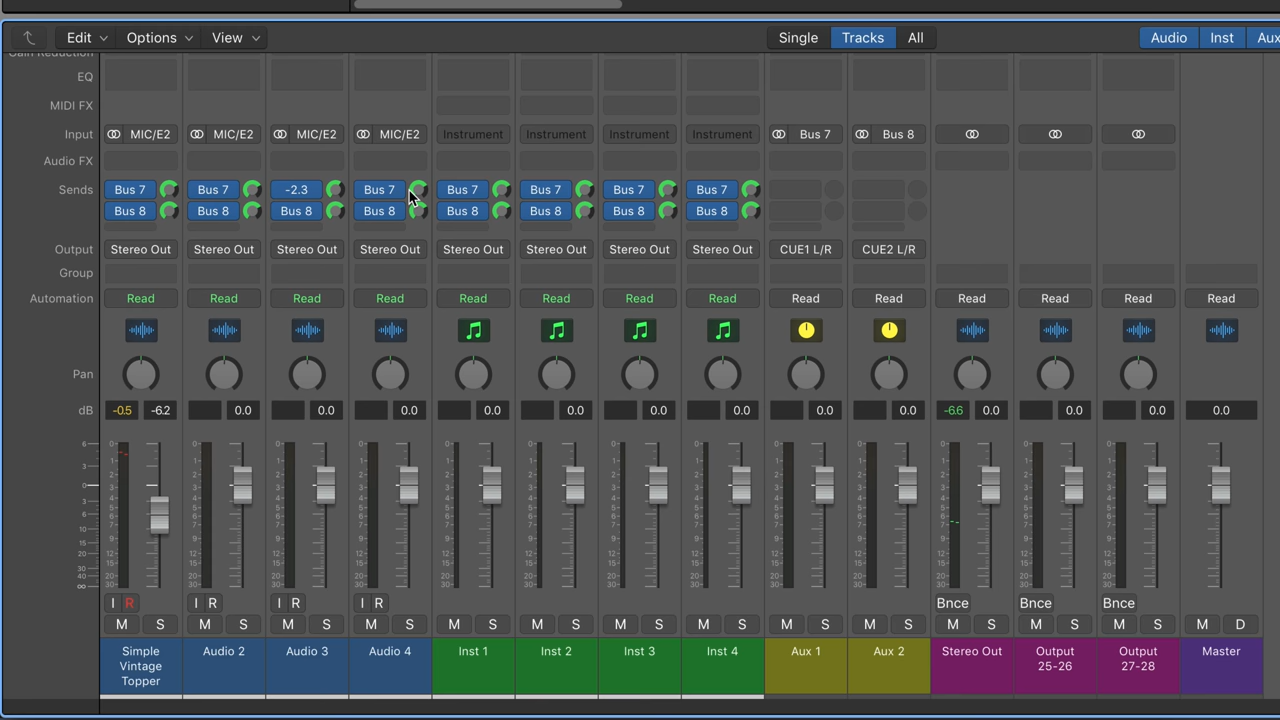 Edit Options View Single Tracks All Audio Inst Aux
Gain Reduction
EQ
MIDI FX
Input MIC/E2 MIC/E2 MIC/E2 MIC/E2 Instrument Instrument Instrument Instrument Bus 7 Bus 8
Audio FX
Sends Bus 7 Bus 7 -2.3 Bus 7 Bus 7 Bus 7 Bus 7 Bus 7
Bus 8 Bus 8 Bus 8 Bus 8 Bus 8 Bus 8 Bus 8 Bus 8
Output Stereo Out Stereo Out Stereo Out Stereo Out Stereo Out Stereo Out Stereo Out Stereo Out CUE1 L/R CUE2 L/R
Group
Automation Read Read Read Read Read Read Read Read Read Read Read Read Read Read
Pan
dB -0.5 -6.2 0.0 0.0 0.0 0.0 0.0 0.0 0.0 0.0 0.0 -6.6 0.0 0.0 0.0 0.0
I R I R I R I R Bnce Bnce Bnce
M S M S M S M S M S M S M S M S M S M S M S M S M S M D
Simple Vintage Topper Audio 2 Audio 3 Audio 4 Inst 1 Inst 2 Inst 3 Inst 4 Aux 1 Aux 2 Stereo Out Output 25-26 Output 27-28 Master